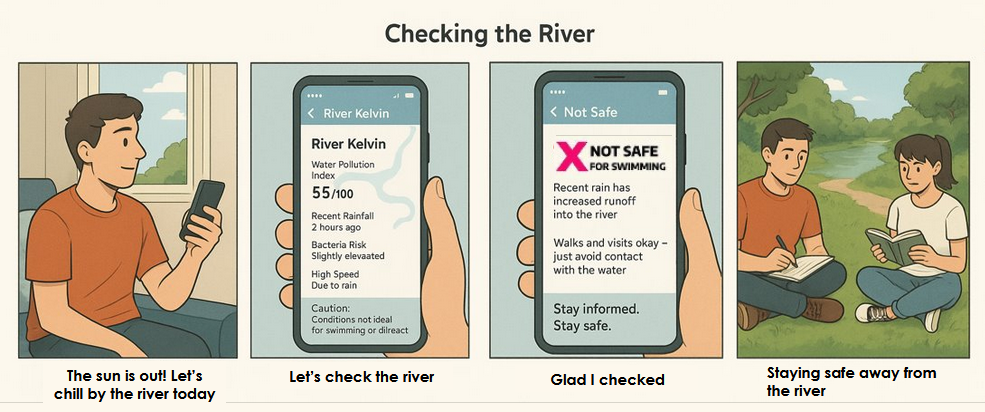 Checking the River
The sun is out! Let's
chill by the river today
River Kelvin
River Kelvin
Water Pollution
Index
55/100
Recent Rainfall
2 hours ago
Bacteria Risk
Slightly elevaated
High Speed
Due to rain
Caution:
Conditions not ideal
for swimming or dilreact
Let's check the river
Not Safe
X NOT SAFE
FOR SWIMMING
Recent rain has
increased runoff
into the river
Walks and visits okay –
just avoid contact
with the water
Stay informed.
Stay safe.
Glad I checked
Staying safe away from
the river